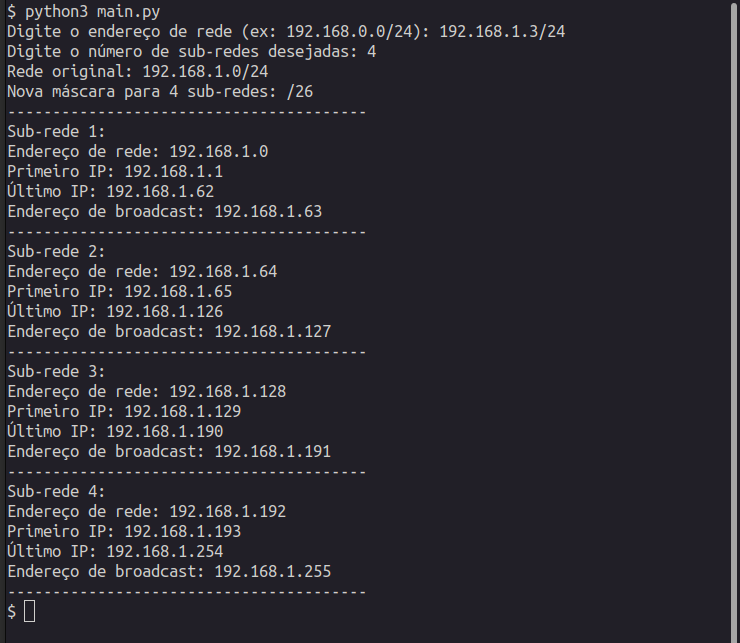 $ python3 main.py
Digite o endereço de rede (ex: 192.168.0.0/24): 192.168.1.3/24
Digite o número de sub-redes desejadas: 4
Rede original: 192.168.1.0/24
Nova máscara para 4 sub-redes: /26
----------------------------------------
Sub-rede 1:
Endereço de rede: 192.168.1.0
Primeiro IP: 192.168.1.1
Último IP: 192.168.1.62
Endereço de broadcast: 192.168.1.63
----------------------------------------
Sub-rede 2:
Endereço de rede: 192.168.1.64
Primeiro IP: 192.168.1.65
Último IP: 192.168.1.126
Endereço de broadcast: 192.168.1.127
----------------------------------------
Sub-rede 3:
Endereço de rede: 192.168.1.128
Primeiro IP: 192.168.1.129
Último IP: 192.168.1.190
Endereço de broadcast: 192.168.1.191
----------------------------------------
Sub-rede 4:
Endereço de rede: 192.168.1.192
Primeiro IP: 192.168.1.193
Último IP: 192.168.1.254
Endereço de broadcast: 192.168.1.255
----------------------------------------
$